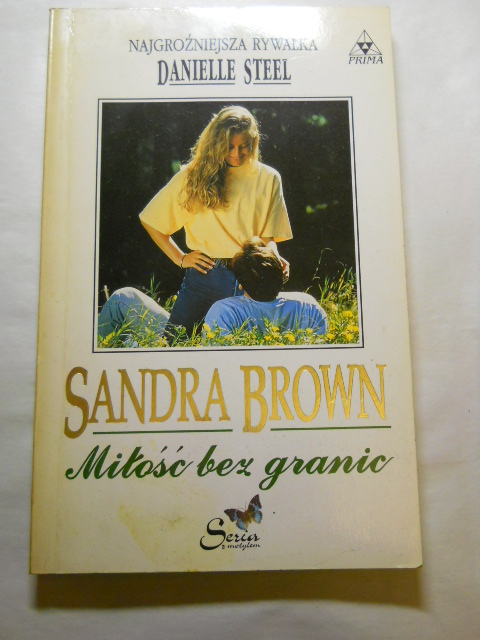 NAJGROŹNIEJSZA RYWALKA
DANIELLE STEEL
PRIMA
SANDRA BROWN
Miłość bez granic
Seria
z motylem